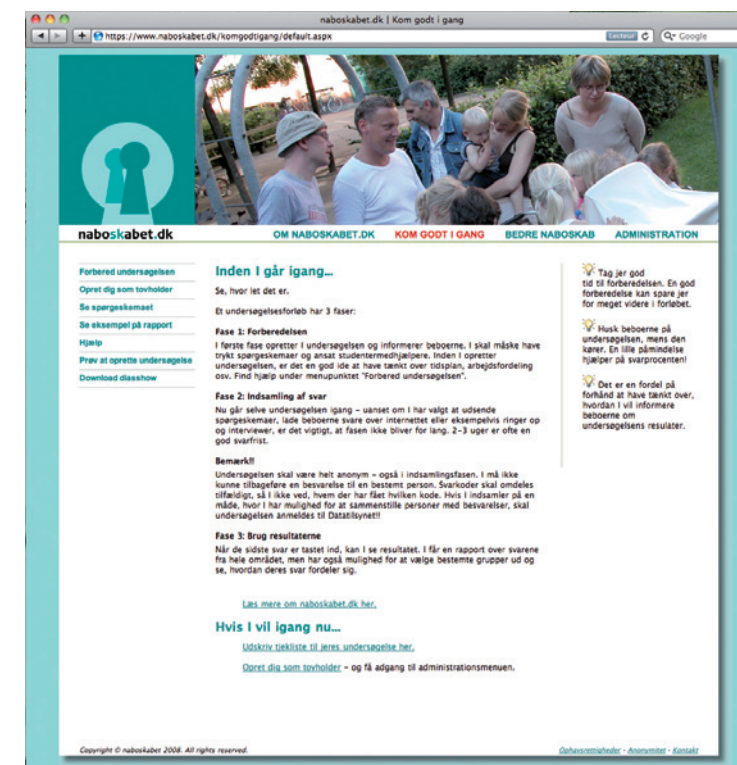 naboskabet.dk | Kom godt i gang
https://www.naboskabet.dk/komgodtigang/default.aspx
Lecteur
Google
naboskabet.dk
OM NABOSKABET.DK
KOM GODT I GANG
BEDRE NABOSKAB
ADMINISTRATION
Forbered undersøgelsen
Opret dig som tovholder
Se spørgeskemaet
Se eksempel på rapport
Hjælp
Prøv at oprette undersøgelse
Download diasshow
Inden I går igang...
Se, hvor let det er.
Et undersøgelsesforløb har 3 faser:
Fase 1: Forberedelsen
I første fase opretter I undersøgelsen og informerer beboerne. I skal måske have
trykt spørgeskemaer og ansat studentermedhjælpere. Inden I opretter
undersøgelsen, er det en god ide at have tænkt over tidsplan, arbejdsfordeling
osv. Find hjælp under menupunktet "Forbered undersøgelsen".
Fase 2: Indsamling af svar
Nu går selve undersøgelsen igang – uanset om I har valgt at udsende
spørgeskemaer, lade beboerne svare over internettet eller eksempelvis ringer op
og interviewer, er det vigtigt, at fasen ikke bliver for lang. 2-3 uger er ofte en
god svarfrist.
Bemærk!!
Undersøgelsen skal være helt anonym – også i indsamlingsfasen. I må ikke
kunne tilbageføre en besvarelse til en bestemt person. Svarkoder skal omdeles
tilfældigt, så I ikke ved, hvem der har fået hvilken kode. Hvis I indsamler på en
måde, hvor I har mulighed for at sammenstille personer med besvarelser, skal
undersøgelsen anmeldes til Datatilsynet!!
Fase 3: Brug resultaterne
Når de sidste svar er tastet ind, kan I se resultatet. I får en rapport over svarene
fra hele området, men har også mulighed for at vælge bestemte grupper ud og
se, hvordan deres svar fordeler sig.
Læs mere om naboskabet.dk her.
Hvis I vil igang nu...
Udskriv tjekliste til jeres undersøgelse her.
Opret dig som tovholder – og få adgang til administrationsmenuen.
Tag jer god
tid til forberedelsen. En god
forberedelse kan spare jer
for meget videre i forløbet.
Husk beboerne på
undersøgelsen, mens den
kører. En lille påmindelse
hjælper på svarprocenten!
Det er en fordel på
forhånd at have tænkt over,
hvordan I vil informere
beboerne om
undersøgelsens resulater.
Copyright © naboskabet 2008. All rights reserved.
Ophavsrettigheder - Anonymitet - Kontakt